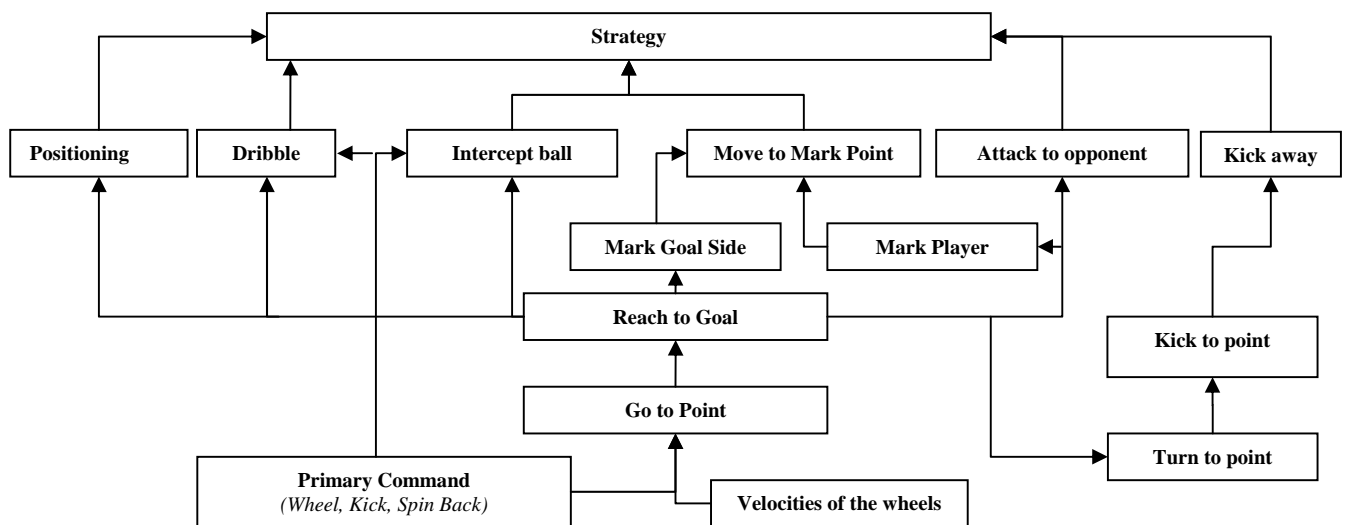 Strategy
Positioning
Dribble
Intercept ball
Move to Mark Point
Attack to opponent
Kick away
Mark Goal Side
Mark Player
Reach to Goal
Kick to point
Go to Point
Turn to point
Primary Command
(Wheel, Kick, Spin Back)
Velocities of the wheels